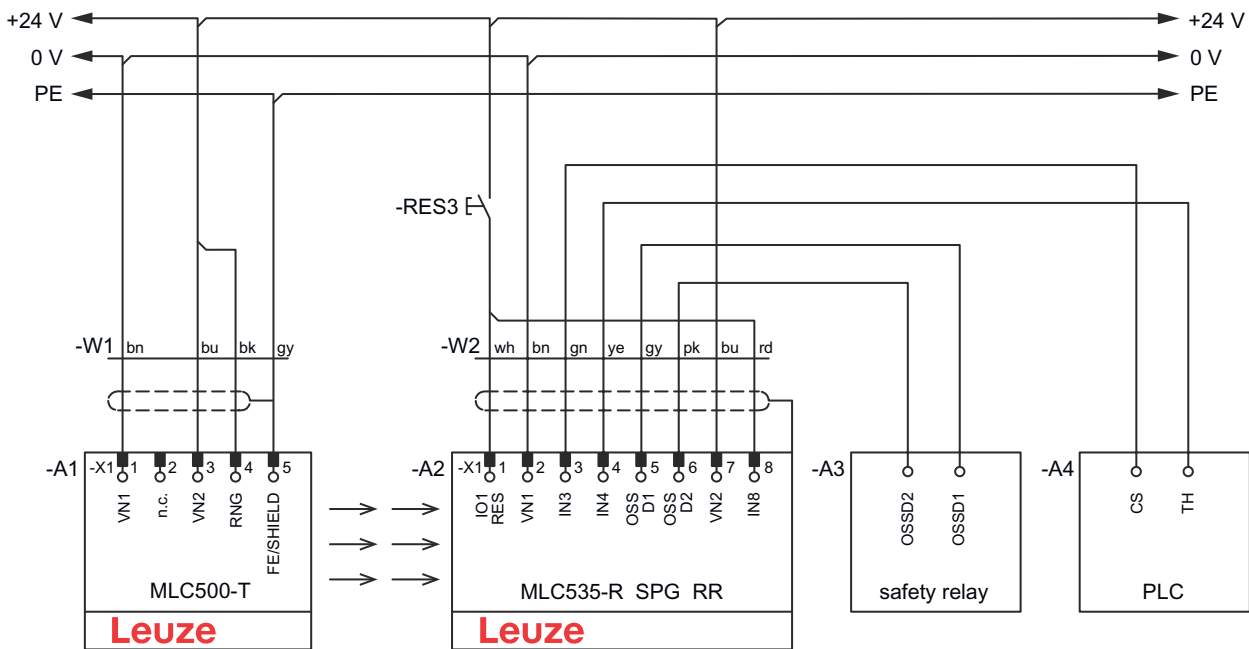 +24 V +24 V
0 V 0 V
PE PE
-RES3
-W1 bn bu bk gy -W2 wh bn gn ye gy pk bu rd
-A1 -X1 1 2 3 4 5 -A2 -X1 1 2 3 4 5 6 7 8 -A3 -A4
VN1
n.c.
VN2
RNG
FE/SHIELD
IO1
RES
VN1
IN3
IN4
OSS
D1
OSS
D2
VN2
IN8
OSSD2
OSSD1
CS
TH
MLC500-T MLC535-R SPG RR safety relay PLC
Leuze Leuze